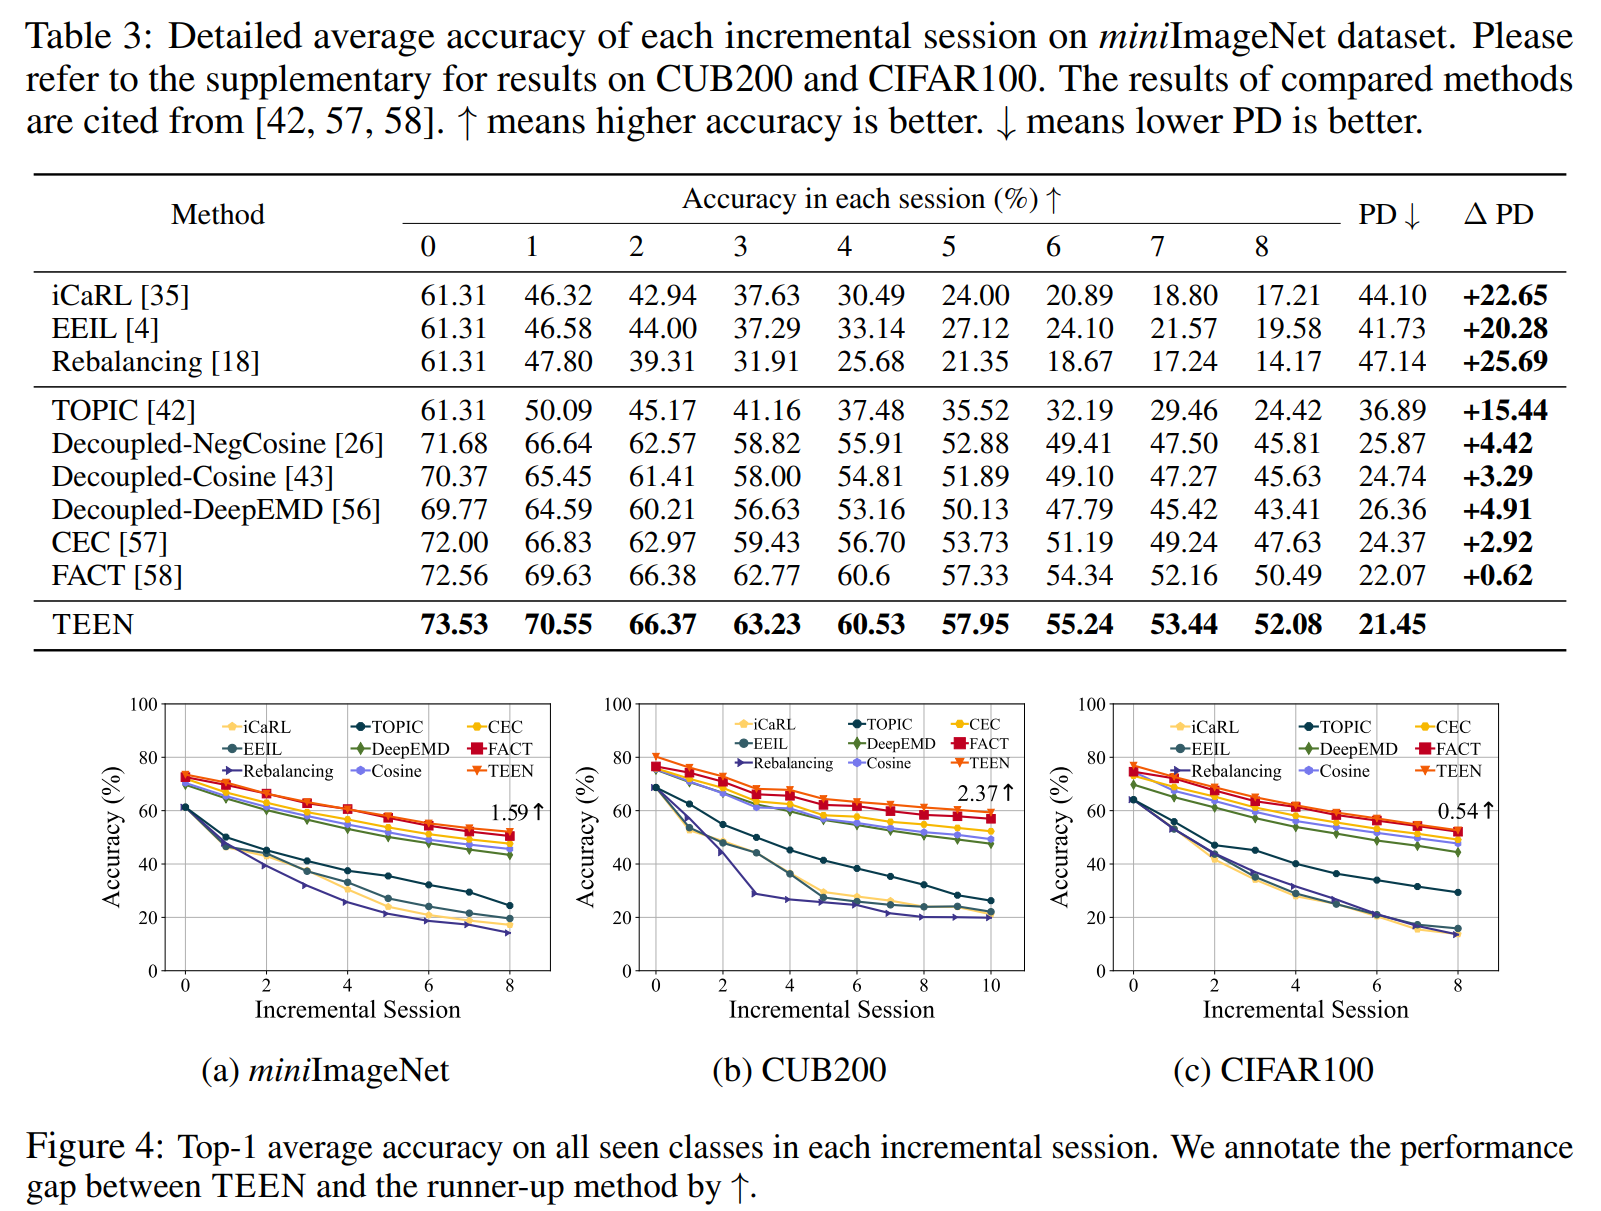 Table 3: Detailed average accuracy of each incremental session on miniImageNet dataset. Please
refer to the supplementary for results on CUB200 and CIFAR100. The results of compared methods
are cited from [42, 57, 58]. ↑ means higher accuracy is better. ↓ means lower PD is better.
Method Accuracy in each session (%) ↑ PD ↓ Δ PD
0 1 2 3 4 5 6 7 8
iCaRL [35] 61.31 46.32 42.94 37.63 30.49 24.00 20.89 18.80 17.21 44.10 +22.65
EEIL [4] 61.31 46.58 44.00 37.29 33.14 27.12 24.10 21.57 19.58 41.73 +20.28
Rebalancing [18] 61.31 47.80 39.31 31.91 25.68 21.35 18.67 17.24 14.17 47.14 +25.69
TOPIC [42] 61.31 50.09 45.17 41.16 37.48 35.52 32.19 29.46 24.42 36.89 +15.44
Decoupled-NegCosine [26] 71.68 66.64 62.57 58.82 55.91 52.88 49.41 47.50 45.81 25.87 +4.42
Decoupled-Cosine [43] 70.37 65.45 61.41 58.00 54.81 51.89 49.10 47.27 45.63 24.74 +3.29
Decoupled-DeepEMD [56] 69.77 64.59 60.21 56.63 53.16 50.13 47.79 45.42 43.41 26.36 +4.91
CEC [57] 72.00 66.83 62.97 59.43 56.70 53.73 51.19 49.24 47.63 24.37 +2.92
FACT [58] 72.56 69.63 66.38 62.77 60.6 57.33 54.34 52.16 50.49 22.07 +0.62
TEEN 73.53 70.55 66.37 63.23 60.53 57.95 55.24 53.44 52.08 21.45
100
80
60
40
20
0
Accuracy (%)
iCaRL TOPIC CEC
EEIL DeepEMD FACT
Rebalancing Cosine TEEN
1.59↑
0 2 4 6 8
Incremental Session
(a) miniImageNet
100
80
60
40
20
0
Accuracy (%)
iCaRL TOPIC CEC
EEIL DeepEMD FACT
Rebalancing Cosine TEEN
2.37↑
0 2 4 6 8 10
Incremental Session
(b) CUB200
100
80
60
40
20
0
Accuracy (%)
iCaRL TOPIC CEC
EEIL DeepEMD FACT
Rebalancing Cosine TEEN
0.54↑
0 2 4 6 8
Incremental Session
(c) CIFAR100
Figure 4: Top-1 average accuracy on all seen classes in each incremental session. We annotate the performance
gap between TEEN and the runner-up method by ↑.